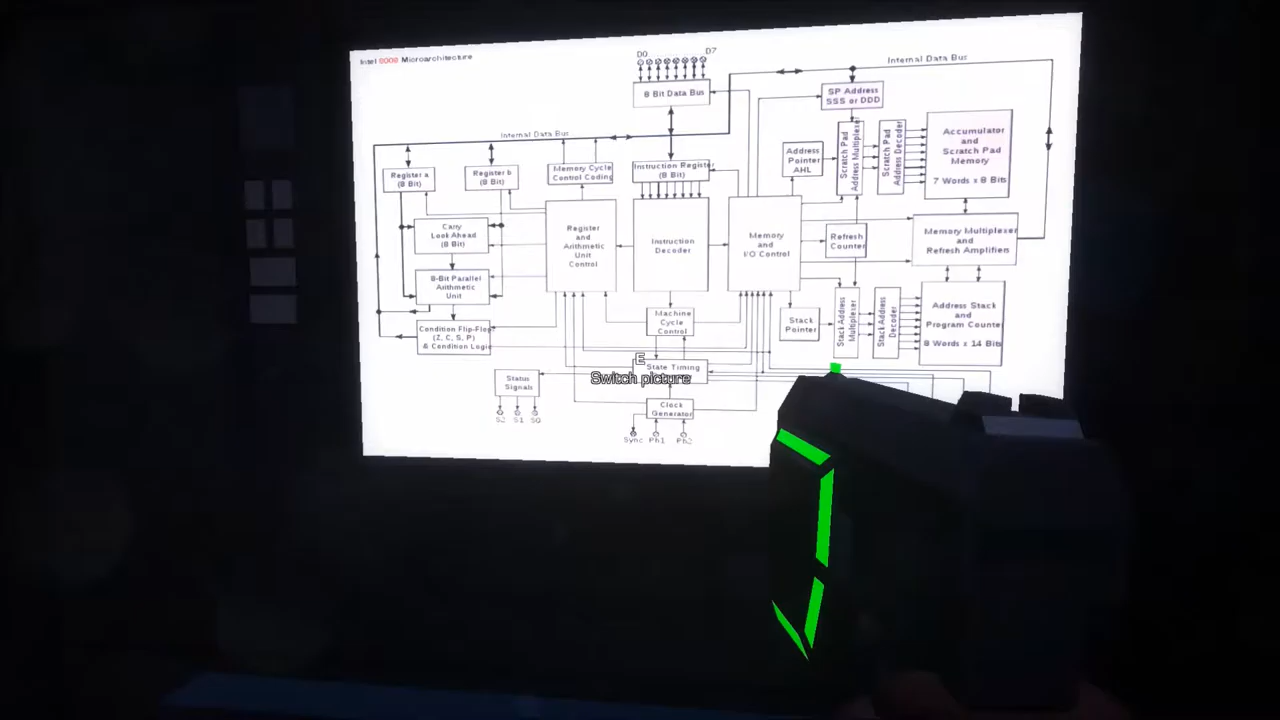 Intel 8008 Microarchitecture
D0 D7
8 Bit Data Bus
Internal Data Bus
Internal Data Bus
SP Address
SSS or DDD
Register a
(8 Bit)
Register b
(8 Bit)
Memory Cycle
Control Coding
Instruction Register
(8 Bit)
Address
Pointer
AHL
Scratch Pad
Address Multiplexer
Scratch Pad
Address Decoder
Accumulator
and
Scratch Pad
Memory
7 Words x 8 Bits
Carry
Look Ahead
(8 Bit)
Register
and
Arithmetic
Unit
Control
Instruction
Decoder
Memory
and
I/O Control
Refresh
Counter
Memory Multiplexer
and
Refresh Amplifiers
8-Bit Parallel
Arithmetic
Unit
Condition Flip-Flop
(Z, C, S, P)
& Condition Logic
Machine
Cycle
Control
Stack
Pointer
Stack Address
Multiplexer
Stack Address
Decoder
Address Stack
and
Program Counter
8 Words x 14 Bits
E
Switch picture
State Timing
Status
Signals
S2 S1 S0
Clock
Generator
Sync Ph1 Ph2